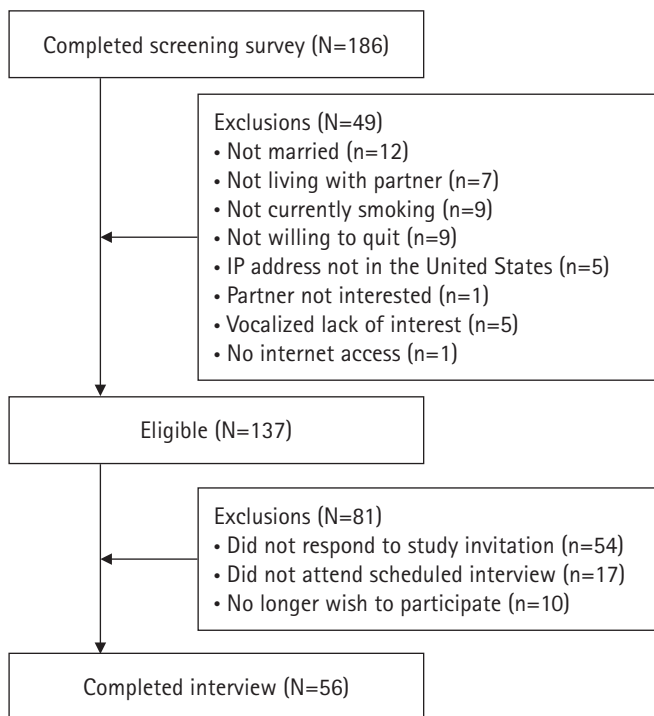 Completed screening survey (N=186)
Exclusions (N=49)
• Not married (n=12)
• Not living with partner (n=7)
• Not currently smoking (n=9)
• Not willing to quit (n=9)
• IP address not in the United States (n=5)
• Partner not interested (n=1)
• Vocalized lack of interest (n=5)
• No internet access (n=1)
Eligible (N=137)
Exclusions (N=81)
• Did not respond to study invitation (n=54)
• Did not attend scheduled interview (n=17)
• No longer wish to participate (n=10)
Completed interview (N=56)